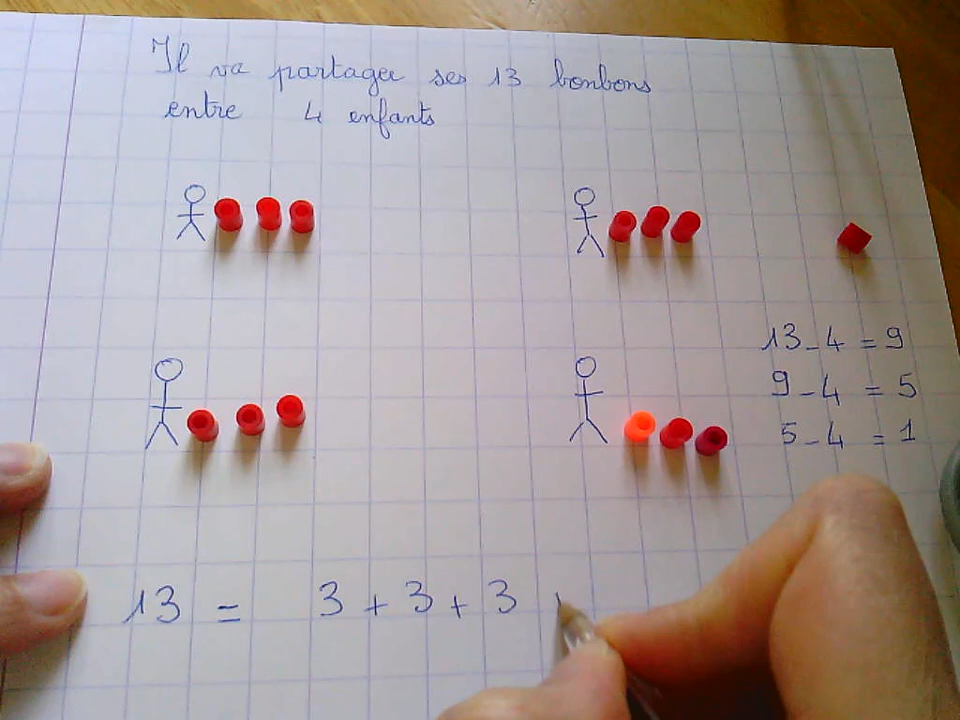 Il va partager ses 13 bonbons
entre 4 enfants
13 - 4 = 9
9 - 4 = 5
5 - 4 = 1
13 = 3 + 3 + 3